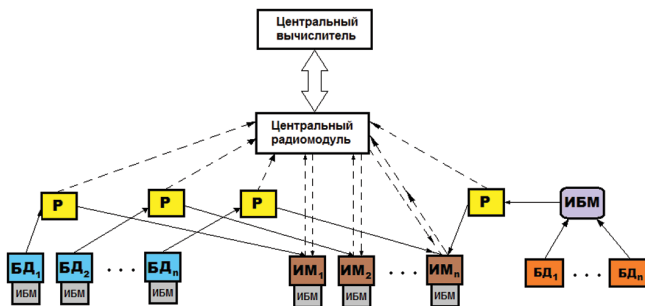 Центральный
вычислитель
Центральный
радиомодуль
Р
Р
Р
Р
ИБМ
БД₁
БД₂
. . .
БДₙ
ИМ₁
ИМ₂
. . .
ИМₙ
БД₁
. . .
БДₙ
ИБМ
ИБМ
ИБМ
ИБМ
ИБМ
ИБМ